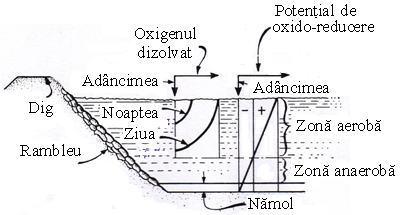 Oxigenul
dizolvat
Potențial de
oxido-reducere
Adâncimea
Adâncimea
Dig
Noaptea
Ziua
Rambleu
- +
Zonă aerobă
Zonă anaerobă
Nămol